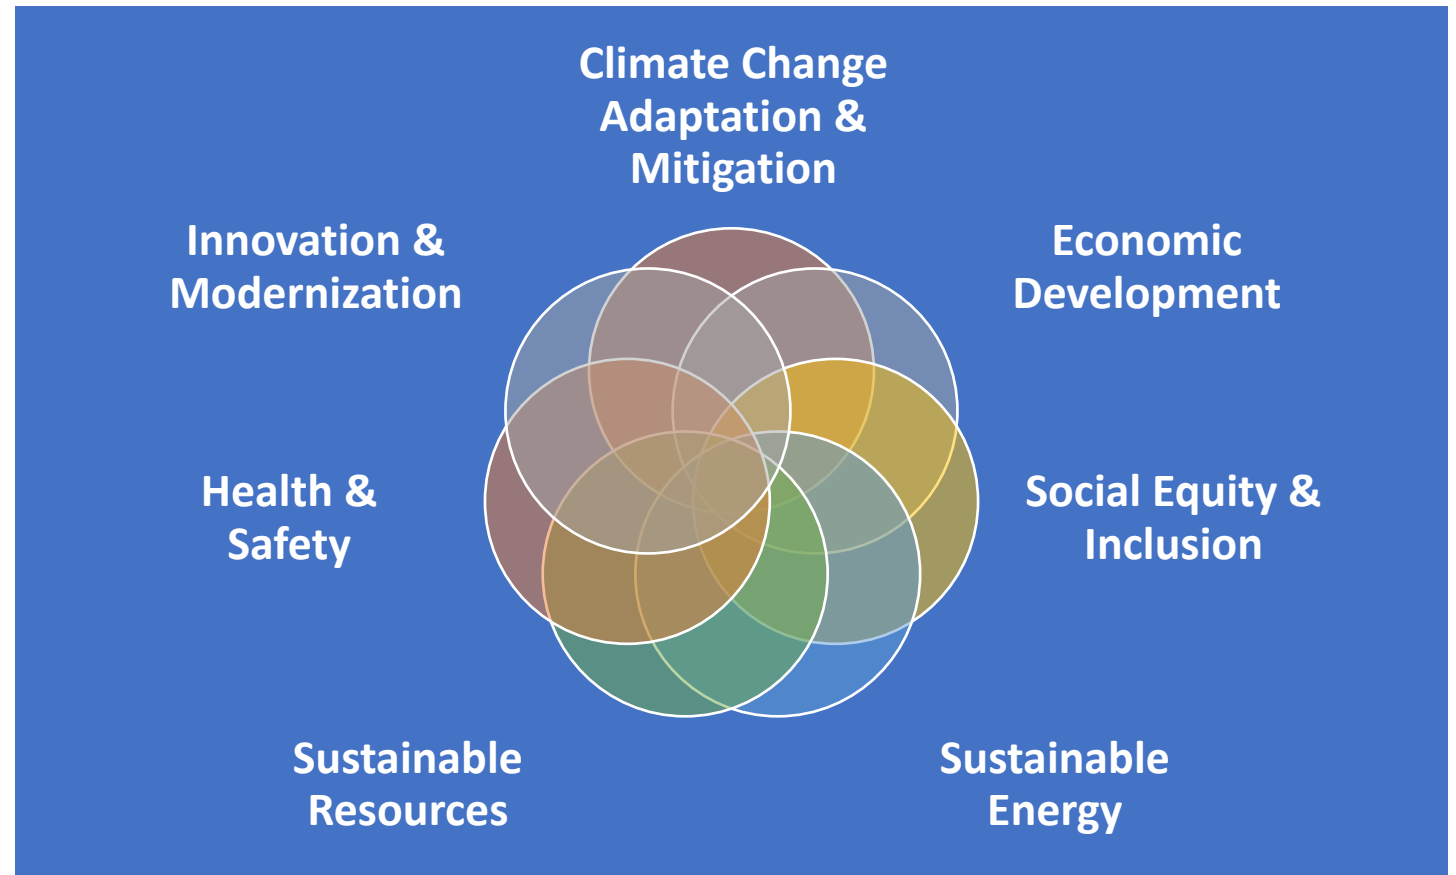 Climate Change
Adaptation &
Mitigation
Innovation &
Modernization
Economic
Development
Health &
Safety
Social Equity &
Inclusion
Sustainable
Resources
Sustainable
Energy